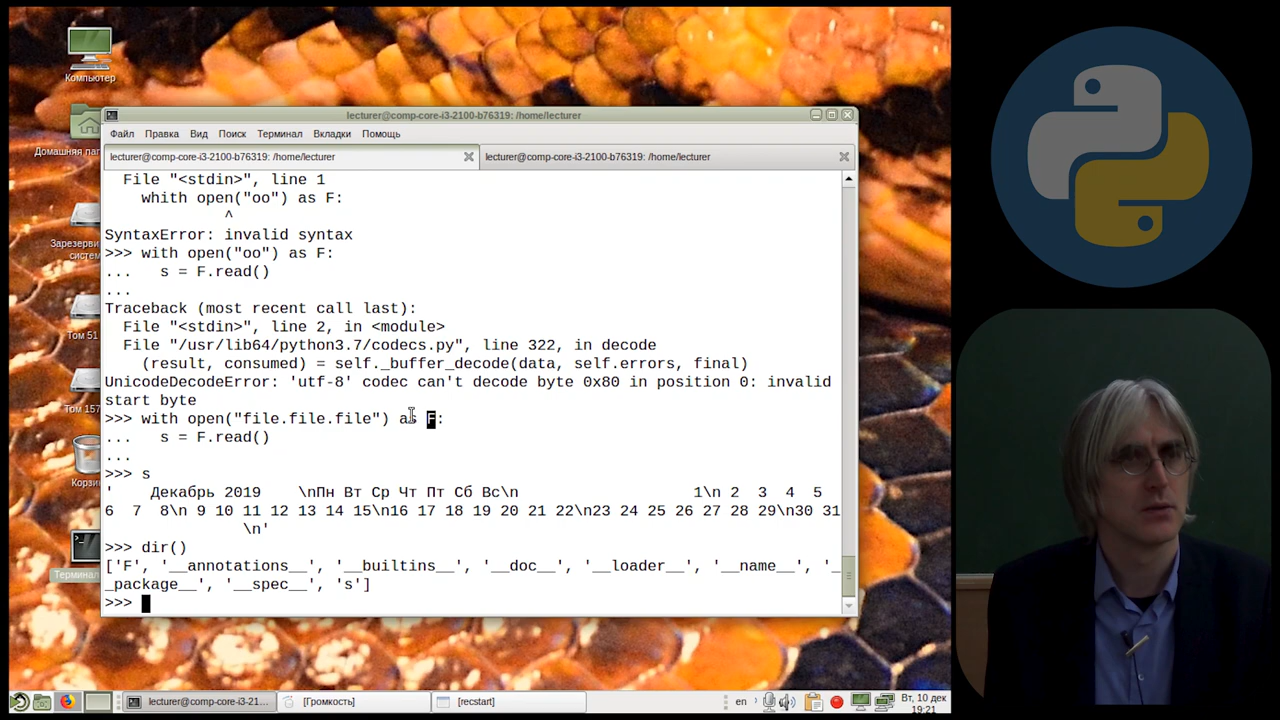 Компьютер
Домашняя пап
Зарезерви
систем
Том 51
Том 157
Корзи
Терминал
lecturer@comp-core-i3-2100-b76319: /home/lecturer
Файл Правка Вид Поиск Терминал Вкладки Помощь
lecturer@comp-core-i3-2100-b76319: /home/lecturer
lecturer@comp-core-i3-2100-b76319: /home/lecturer
File "<stdin>", line 1
whith open("oo") as F:
^
SyntaxError: invalid syntax
>>> with open("oo") as F:
...   s = F.read()
...
Traceback (most recent call last):
File "<stdin>", line 2, in <module>
File "/usr/lib64/python3.7/codecs.py", line 322, in decode
(result, consumed) = self._buffer_decode(data, self.errors, final)
UnicodeDecodeError: 'utf-8' codec can't decode byte 0x80 in position 0: invalid
start byte
>>> with open("file.file.file") as F:
...   s = F.read()
...
>>> s
'    Декабрь 2019    \nПн Вт Ср Чт Пт Сб Вс\n                   1\n 2  3  4  5
6  7  8\n 9 10 11 12 13 14 15\n16 17 18 19 20 21 22\n23 24 25 26 27 28 29\n30 31
\n'
>>> dir()
['F', '__annotations__', '__builtins__', '__doc__', '__loader__', '__name__', '_
_package__', '__spec__', 's']
>>>
lecturer@comp-core-i3-21...
[Громкость]
[recstart]
en
Вт, 10 дек
19:21